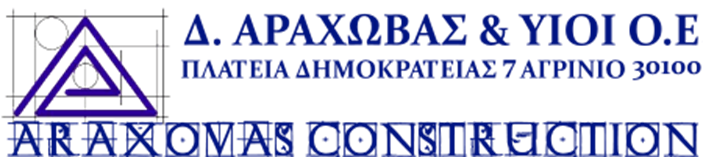 Δ. ΑΡΑΧΩΒΑΣ & ΥΙΟΙ Ο.Ε
ΠΛΑΤΕΙΑ ΔΗΜΟΚΡΑΤΕΙΑΣ 7 ΑΓΡΙΝΙΟ 30100
ARAXOVAS CONSTRUCTION